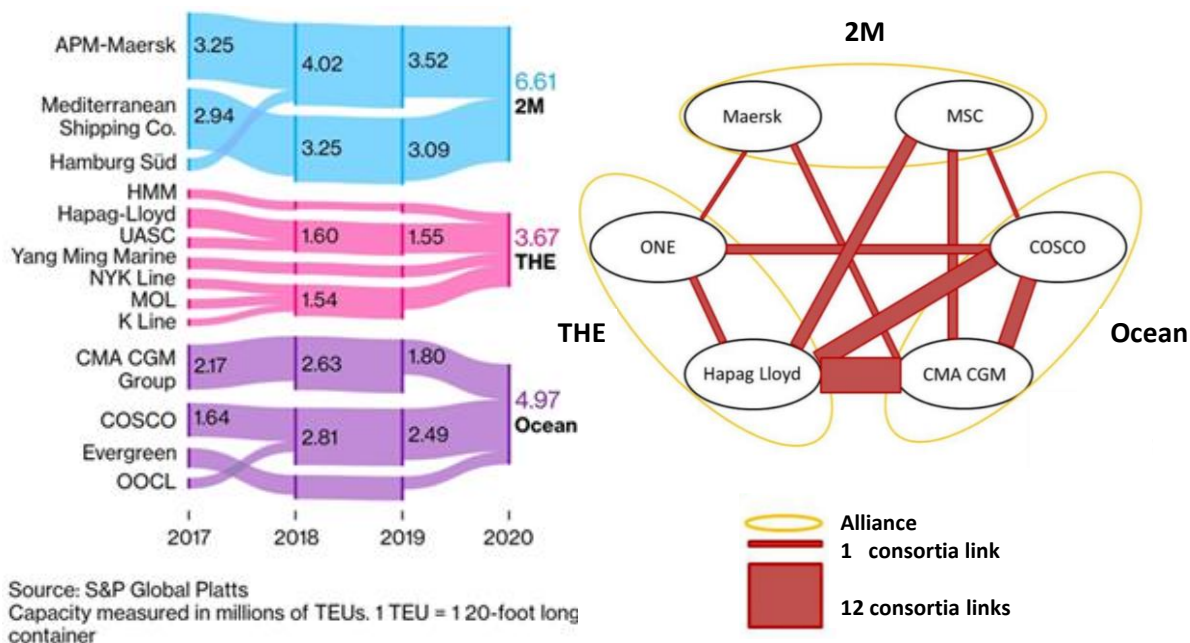 APM-Maersk
3.25
4.02
3.52
6.61
2M
Mediterranean
Shipping Co.
2.94
3.25
3.09
Hamburg Süd
HMM
Hapag-Lloyd
UASC
1.60
1.55
3.67
THE
Yang Ming Marine
NYK Line
MOL
1.54
K Line
CMA CGM
Group
2.17
2.63
1.80
4.97
Ocean
COSCO
1.64
2.81
2.49
Evergreen
OOCL
2017
2018
2019
2020
Source: S&P Global Platts
Capacity measured in millions of TEUs. 1 TEU = 1 20-foot long
container
2M
Maersk
MSC
ONE
COSCO
THE
Ocean
Hapag Lloyd
CMA CGM
Alliance
1 consortia link
12 consortia links